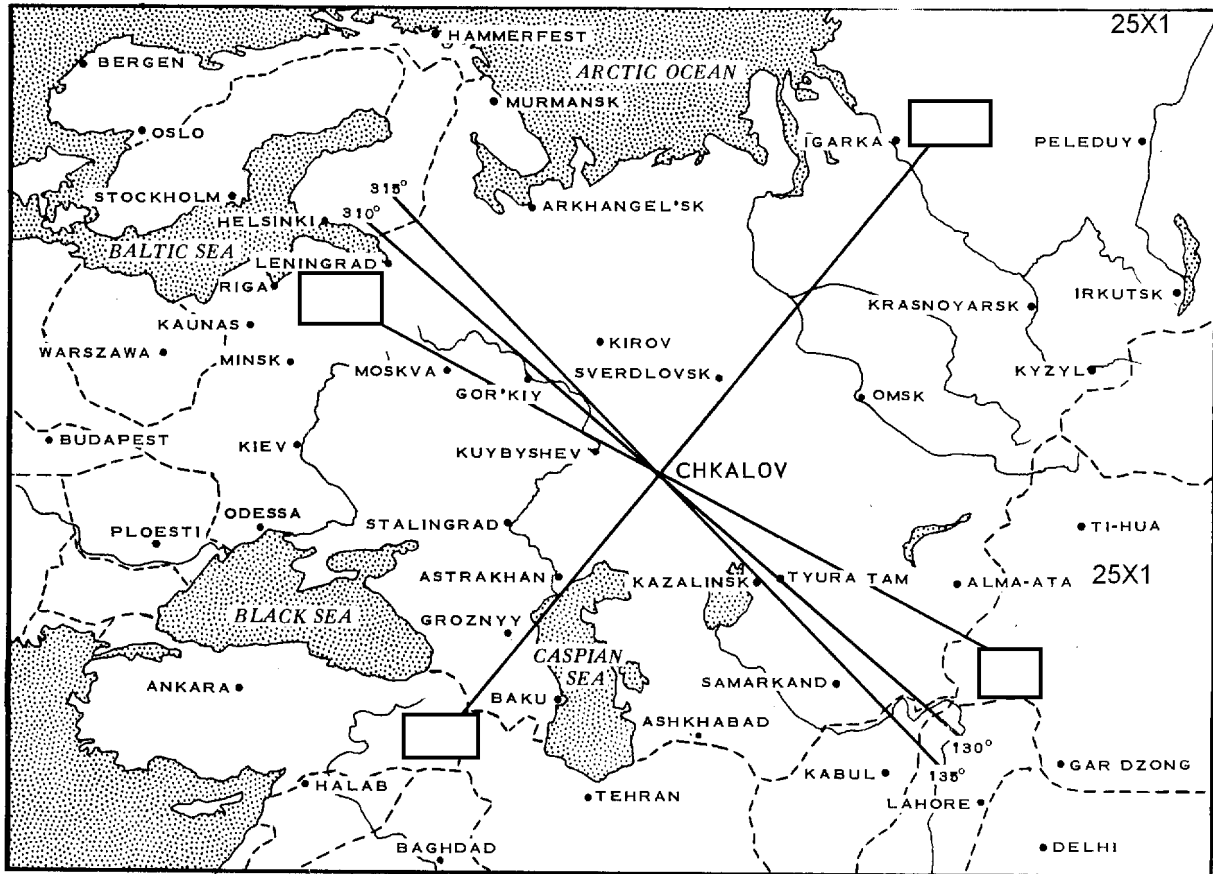 25X1
HAMMERFEST
BERGEN
ARCTIC OCEAN
MURMANSK
OSLO
IGARKA
PELEDUY
STOCKHOLM
315°
ARKHANGEL'SK
HELSINKI
310°
BALTIC SEA
LENINGRAD
RIGA
KRASNOYARSK
IRKUTSK
KAUNAS
KIROV
WARSZAWA
MINSK
MOSKVA
SVERDLOVSK
KYZYL
GOR'KIY
OMSK
BUDAPEST
KIEV
KUYBYSHEV
CHKALOV
ODESSA
STALINGRAD
TI-HUA
PLOESTI
ASTRAKHAN
KAZALINSK
TYURA TAM
ALMA-ATA
25X1
BLACK SEA
GROZNYY
CASPIAN
SEA
ANKARA
BAKU
SAMARKAND
ASHKHABAD
130°
135°
KABUL
GAR DZONG
HALAB
TEHRAN
LAHORE
BAGHDAD
DELHI